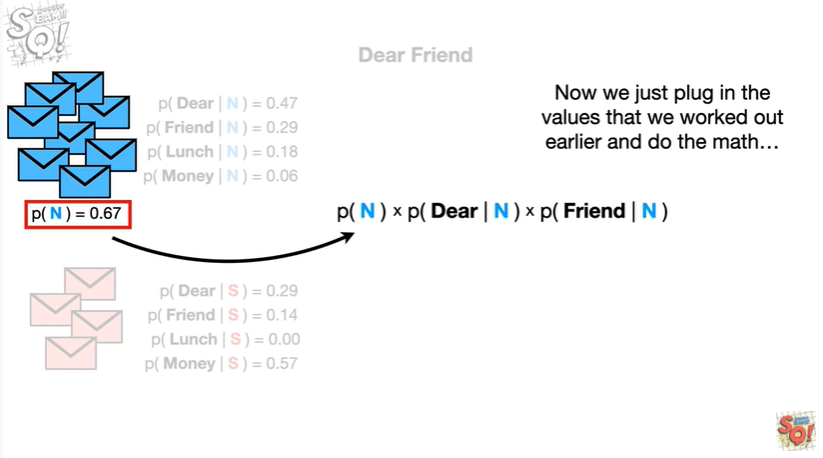 Dear Friend
Now we just plug in the
values that we worked out
earlier and do the math…
p( Dear | N ) = 0.47
p( Friend | N ) = 0.29
p( Lunch | N ) = 0.18
p( Money | N ) = 0.06
p( N ) = 0.67
p( N ) x p( Dear | N ) x p( Friend | N )
p( Dear | S ) = 0.29
p( Friend | S ) = 0.14
p( Lunch | S ) = 0.00
p( Money | S ) = 0.57
SQ!